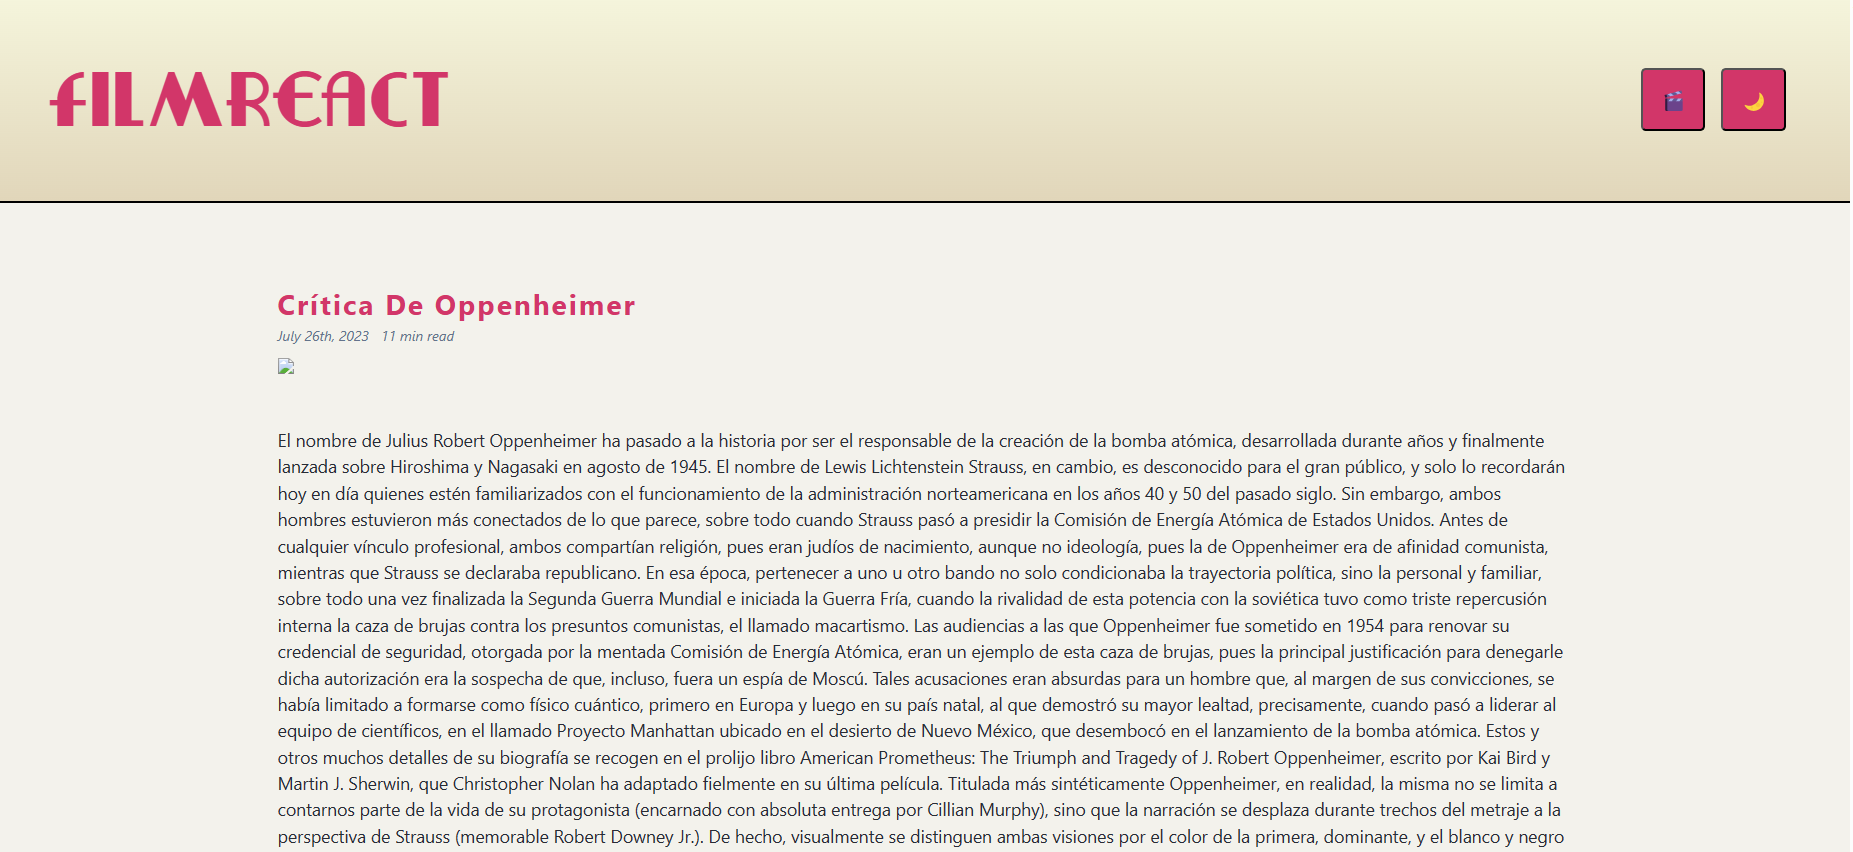 FILMREACT
Crítica De Oppenheimer
July 26th, 2023 11 min read
El nombre de Julius Robert Oppenheimer ha pasado a la historia por ser el responsable de la creación de la bomba atómica, desarrollada durante años y finalmente
lanzada sobre Hiroshima y Nagasaki en agosto de 1945. El nombre de Lewis Lichtenstein Strauss, en cambio, es desconocido para el gran público, y solo lo recordarán
hoy en día quienes estén familiarizados con el funcionamiento de la administración norteamericana en los años 40 y 50 del pasado siglo. Sin embargo, ambos
hombres estuvieron más conectados de lo que parece, sobre todo cuando Strauss pasó a presidir la Comisión de Energía Atómica de Estados Unidos. Antes de
cualquier vínculo profesional, ambos compartían religión, pues eran judíos de nacimiento, aunque no ideología, pues la de Oppenheimer era de afinidad comunista,
mientras que Strauss se declaraba republicano. En esa época, pertenecer a uno u otro bando no solo condicionaba la trayectoria política, sino la personal y familiar,
sobre todo una vez finalizada la Segunda Guerra Mundial e iniciada la Guerra Fría, cuando la rivalidad de esta potencia con la soviética tuvo como triste repercusión
interna la caza de brujas contra los presuntos comunistas, el llamado macartismo. Las audiencias a las que Oppenheimer fue sometido en 1954 para renovar su
credencial de seguridad, otorgada por la mentada Comisión de Energía Atómica, eran un ejemplo de esta caza de brujas, pues la principal justificación para denegarle
dicha autorización era la sospecha de que, incluso, fuera un espía de Moscú. Tales acusaciones eran absurdas para un hombre que, al margen de sus convicciones, se
había limitado a formarse como físico cuántico, primero en Europa y luego en su país natal, al que demostró su mayor lealtad, precisamente, cuando pasó a liderar al
equipo de científicos, en el llamado Proyecto Manhattan ubicado en el desierto de Nuevo México, que desembocó en el lanzamiento de la bomba atómica. Estos y
otros muchos detalles de su biografía se recogen en el prolijo libro American Prometheus: The Triumph and Tragedy of J. Robert Oppenheimer, escrito por Kai Bird y
Martin J. Sherwin, que Christopher Nolan ha adaptado fielmente en su última película. Titulada más sintéticamente Oppenheimer, en realidad, la misma no se limita a
contarnos parte de la vida de su protagonista (encarnado con absoluta entrega por Cillian Murphy), sino que la narración se desplaza durante trechos del metraje a la
perspectiva de Strauss (memorable Robert Downey Jr.). De hecho, visualmente se distinguen ambas visiones por el color de la primera, dominante, y el blanco y negro